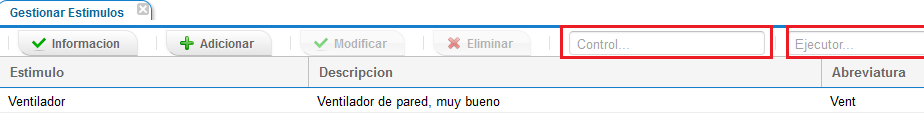 Gestionar Estimulos
Informacion Adicionar Modificar Eliminar Control... Ejecutor...
Estimulo Descripcion Abreviatura
Ventilador Ventilador de pared, muy bueno Vent